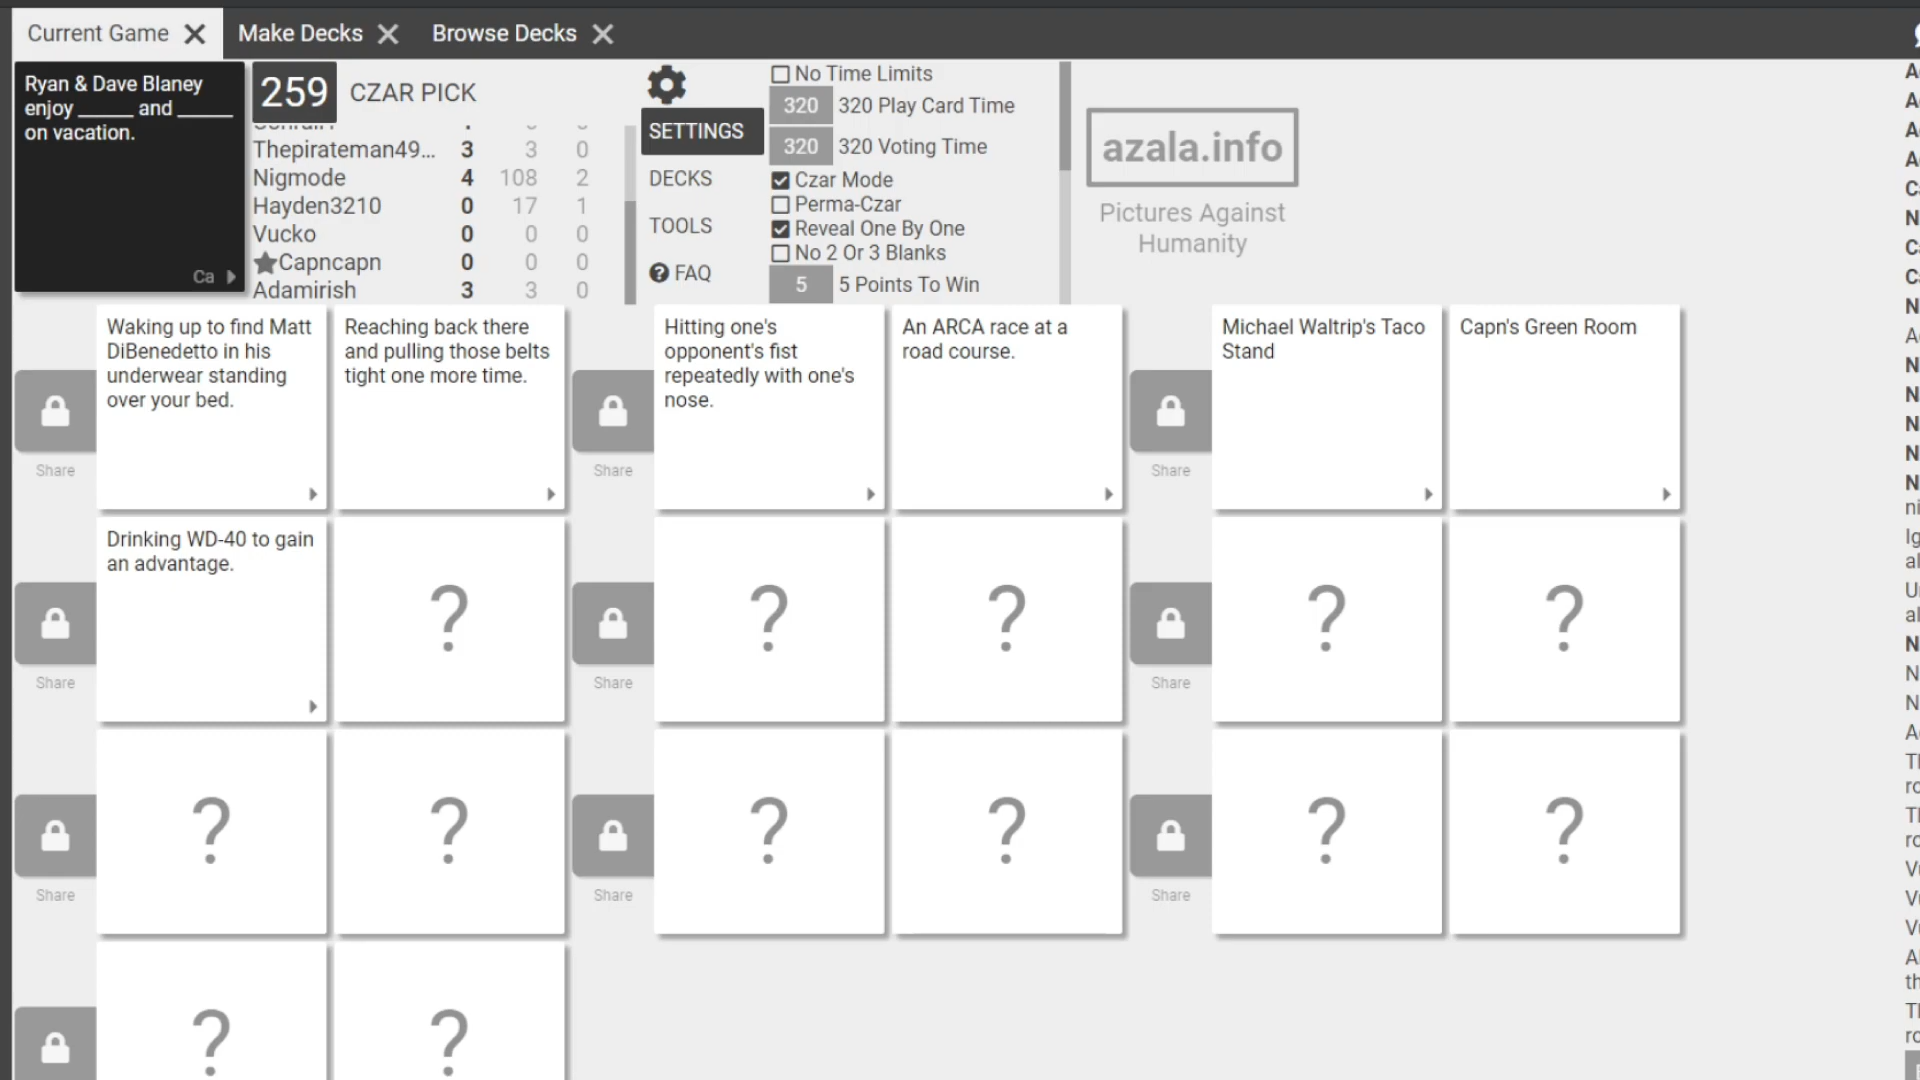 Current Game
Make Decks
Browse Decks
Ryan & Dave Blaney
enjoy _____ and _____
on vacation.
Ca
259
CZAR PICK
Thepirateman49... 3 3 0
Nigmode 4 108 2
Hayden3210 0 17 1
Vucko 0 0 0
Capncapn 0 0 0
Adamirish 3 3 0
SETTINGS
DECKS
TOOLS
FAQ
No Time Limits
320 320 Play Card Time
320 320 Voting Time
Czar Mode
Perma-Czar
Reveal One By One
No 2 Or 3 Blanks
5 5 Points To Win
azala.info
Pictures Against
Humanity
Share
Waking up to find Matt
DiBenedetto in his
underwear standing
over your bed.
Reaching back there
and pulling those belts
tight one more time.
Share
Hitting one's
opponent's fist
repeatedly with one's
nose.
An ARCA race at a
road course.
Share
Michael Waltrip's Taco
Stand
Capn's Green Room
Share
Drinking WD-40 to gain
an advantage.
?
Share
?
?
Share
?
?
Share
?
?
Share
?
?
Share
?
?
?
?